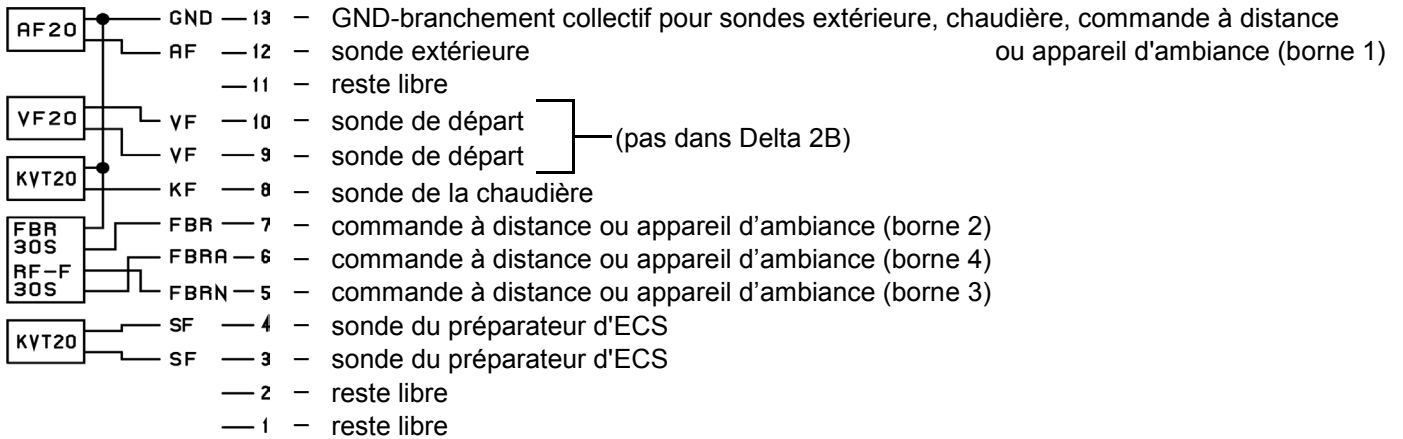 AF20 GND — 13 – GND-branchement collectif pour sondes extérieure, chaudière, commande à distance
AF — 12 – sonde extérieure ou appareil d'ambiance (borne 1)
— 11 – reste libre
VF20 VF — 10 – sonde de départ
(pas dans Delta 2B)
VF — 9 – sonde de départ
KVT20 KF — 8 – sonde de la chaudière
FBR 30S FBR — 7 – commande à distance ou appareil d’ambiance (borne 2)
FBRA — 6 – commande à distance ou appareil d’ambiance (borne 4)
RF-F 30S FBRN — 5 – commande à distance ou appareil d’ambiance (borne 3)
KVT20 SF — 4 – sonde du préparateur d'ECS
SF — 3 – sonde du préparateur d'ECS
— 2 – reste libre
— 1 – reste libre